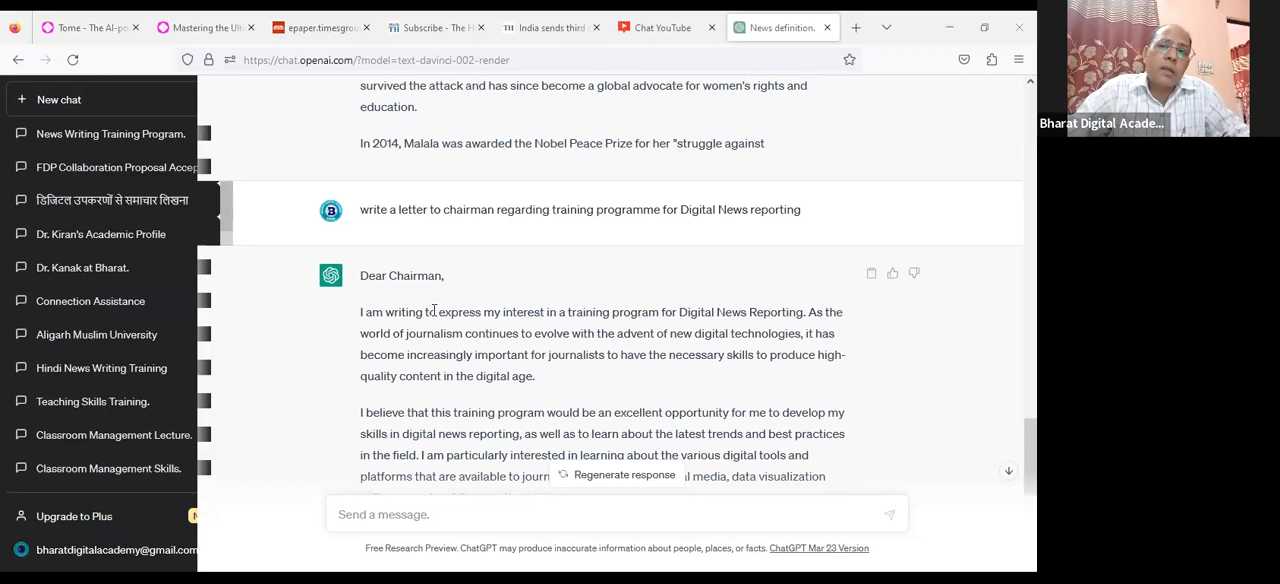 Tome - The AI-po
Mastering the Ult
epaper.timesgrou
Subscribe - The H
India sends third
Chat YouTube
News definition.
https://chat.openai.com/?model=text-davinci-002-render
New chat
News Writing Training Program.
FDP Collaboration Proposal Accep
डिजिटल उपकरणों से समाचार लिखना
Dr. Kiran's Academic Profile
Dr. Kanak at Bharat.
Connection Assistance
Aligarh Muslim University
Hindi News Writing Training
Teaching Skills Training.
Classroom Management Lecture.
Classroom Management Skills.
Upgrade to Plus
N
bharatdigitalacademy@gmail.com
survived the attack and has since become a global advocate for women's rights and
education.
In 2014, Malala was awarded the Nobel Peace Prize for her "struggle against
B
write a letter to chairman regarding training programme for Digital News reporting
Dear Chairman,
I am writing to express my interest in a training program for Digital News Reporting. As the
world of journalism continues to evolve with the advent of new digital technologies, it has
become increasingly important for journalists to have the necessary skills to produce high-
quality content in the digital age.
I believe that this training program would be an excellent opportunity for me to develop my
skills in digital news reporting, as well as to learn about the latest trends and best practices
in the field. I am particularly interested in learning about the various digital tools and
platforms that are available to journ
al media, data visualization
Regenerate response
Send a message.
Free Research Preview. ChatGPT may produce inaccurate information about people, places, or facts. ChatGPT Mar 23 Version
Bharat Digital Acade...